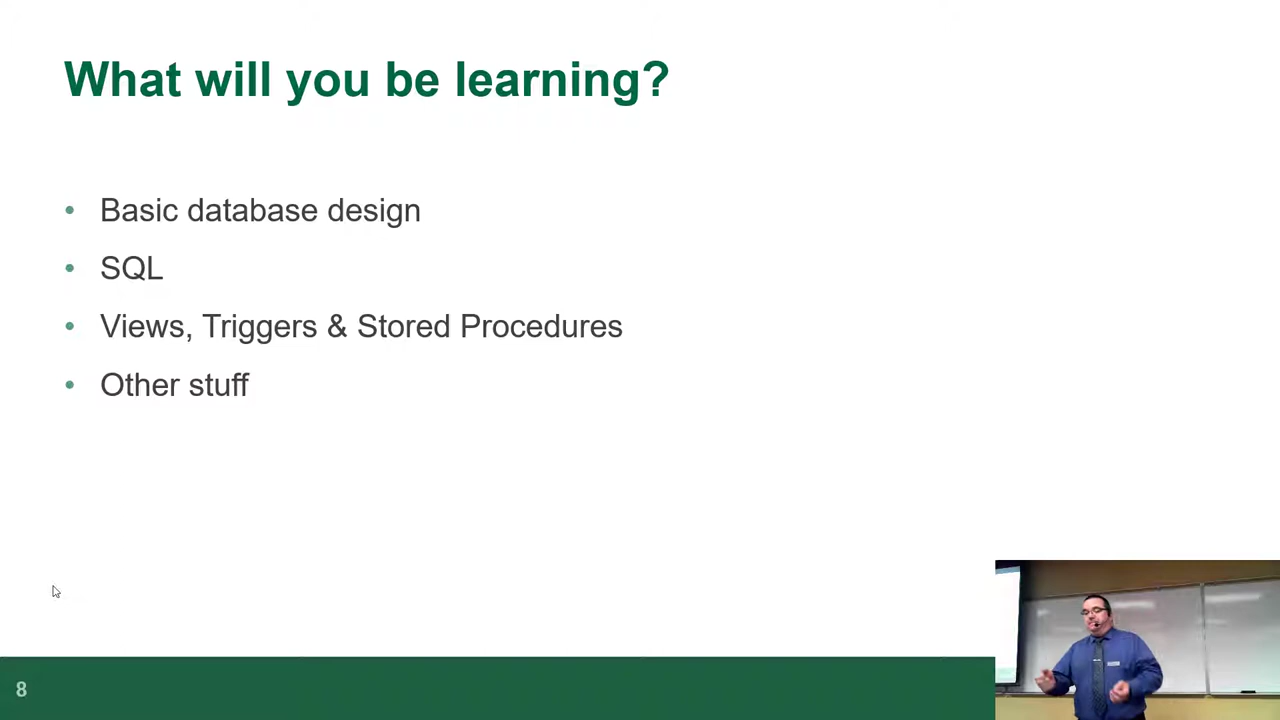 What will you be learning?
• Basic database design
• SQL
• Views, Triggers & Stored Procedures
• Other stuff
8